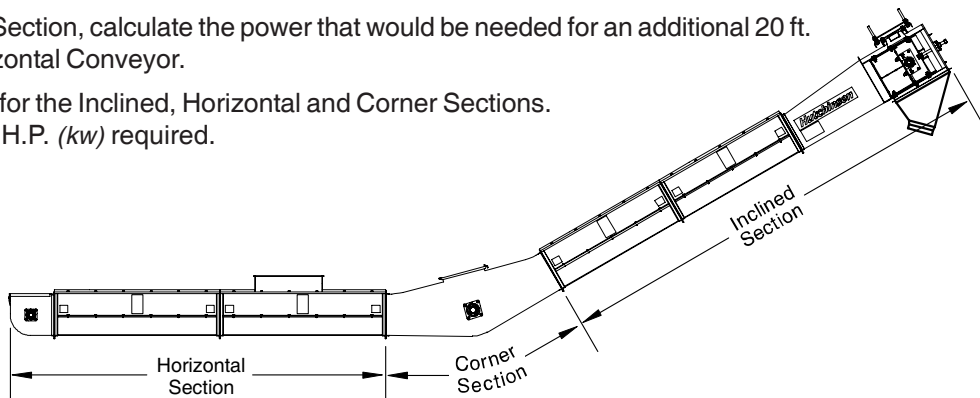 Section, calculate the power that would be needed for an additional 20 ft.
zontal Conveyor.
for the Inclined, Horizontal and Corner Sections.
H.P. (kw) required.
Hutchinson
Inclined
Section
Corner
Section
Horizontal
Section